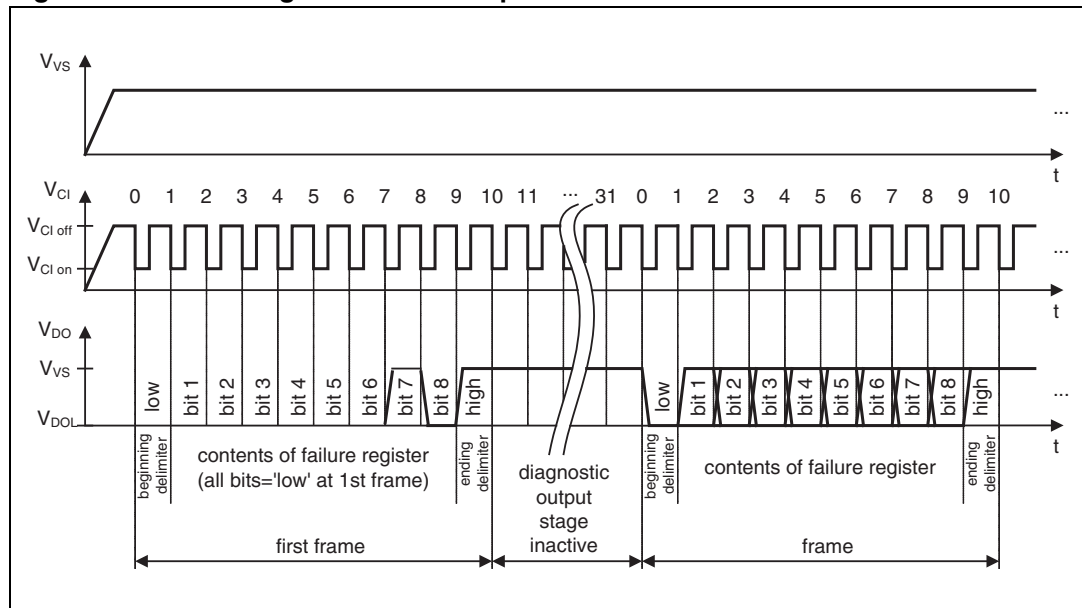 V_VS
...
t
V_CI
0 1 2 3 4 5 6 7 8 9 10 11 ... 31 0 1 2 3 4 5 6 7 8 9 10
V_CI off
V_CI on
...
t
V_DO
V_VS
V_DOL
low
bit 1
bit 2
bit 3
bit 4
bit 5
bit 6
bit 7
bit 8
high
low
bit 1
bit 2
bit 3
bit 4
bit 5
bit 6
bit 7
bit 8
high
...
t
beginning
delimiter
contents of failure register
(all bits='low' at 1st frame)
ending
delimiter
diagnostic
output
stage
inactive
beginning
delimiter
contents of failure register
ending
delimiter
first frame
frame